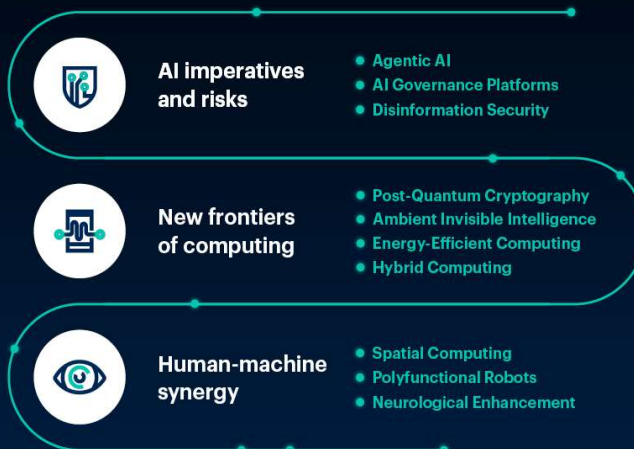 AI imperatives
and risks
Agentic AI
AI Governance Platforms
Disinformation Security
New frontiers
of computing
Post-Quantum Cryptography
Ambient Invisible Intelligence
Energy-Efficient Computing
Hybrid Computing
Human-machine
synergy
Spatial Computing
Polyfunctional Robots
Neurological Enhancement